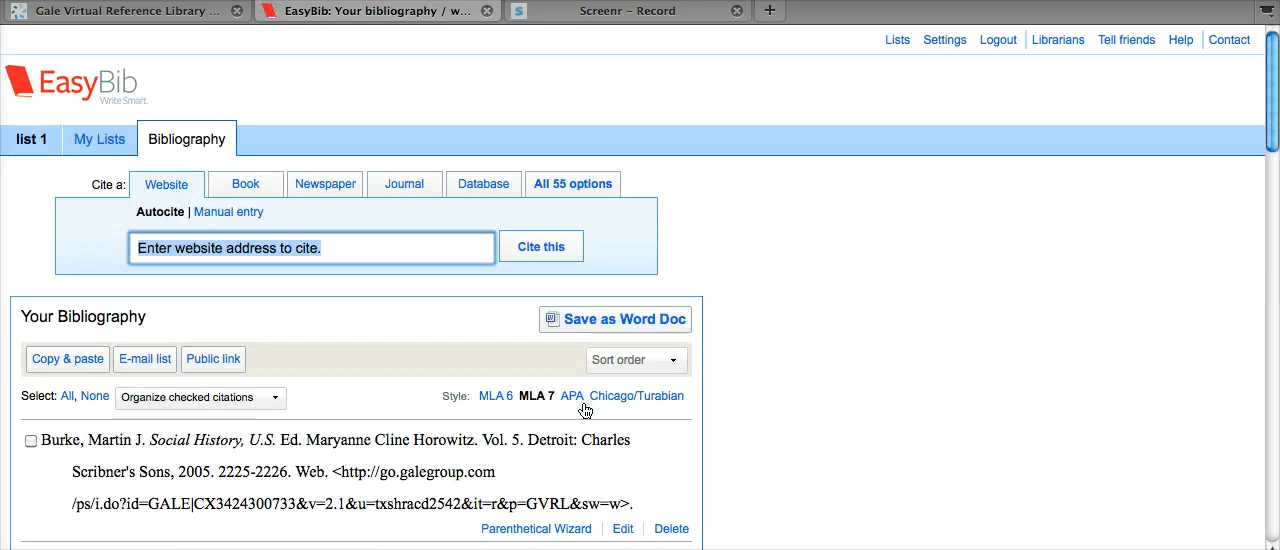 Gale Virtual Reference Library ...
EasyBib: Your bibliography / w...
S
Screenr - Record
Lists Settings Logout Librarians Tell friends Help Contact
EasyBib
Write Smart.
list 1 My Lists Bibliography
Cite a: Website Book Newspaper Journal Database All 55 options
Autocite | Manual entry
Enter website address to cite. Cite this
Your Bibliography
W Save as Word Doc
Copy & paste E-mail list Public link Sort order
Select: All, None Organize checked citations Style: MLA 6 MLA 7 APA Chicago/Turabian
Burke, Martin J. Social History, U.S. Ed. Maryanne Cline Horowitz. Vol. 5. Detroit: Charles
Scribner's Sons, 2005. 2225-2226. Web. <http://go.galegroup.com
/ps/i.do?id=GALE|CX3424300733&v=2.1&u=txshracd2542&it=r&p=GVRL&sw=w>.
Parenthetical Wizard Edit Delete